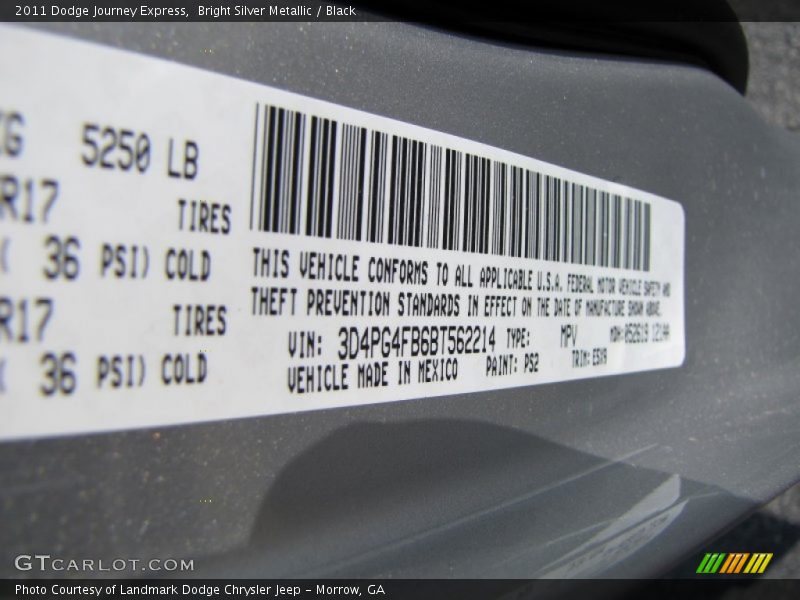 2011 Dodge Journey Express, Bright Silver Metallic / Black
5250 LB
R17 TIRES
36 PSI) COLD
R17 TIRES
36 PSI) COLD
THIS VEHICLE CONFORMS TO ALL APPLICABLE U.S.A. FEDERAL MOTOR VEHICLE SAFETY AND
THEFT PREVENTION STANDARDS IN EFFECT ON THE DATE OF MANUFACTURE SHOWN ABOVE.
VIN: 3D4PG4FB6BT562214 TYPE: MPV MDH:
VEHICLE MADE IN MEXICO PAINT: PS2 TRIM:
GTCARLOT.COM
Photo Courtesy of Landmark Dodge Chrysler Jeep – Morrow, GA